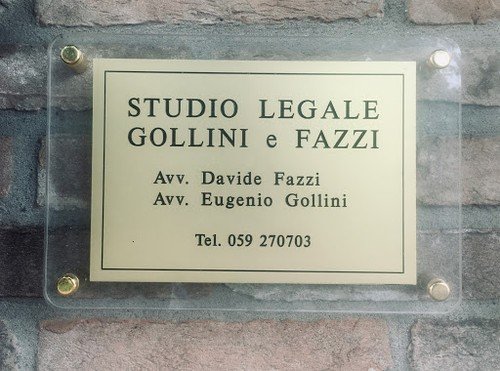 STUDIO LEGALE
GOLLINI e FAZZI
Avv. Davide Fazzi
Avv. Eugenio Gollini
Tel. 059 270703